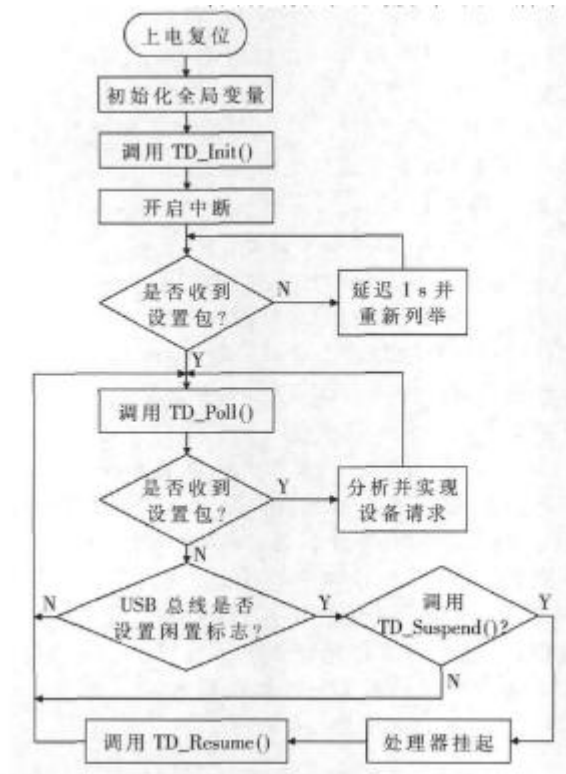 上电复位
初始化全局变量
调用 TD_Init()
开启中断
是否收到
设置包?
N
延迟 1 s 并
重新列举
Y
调用 TD_Poll()
是否收到
设置包?
Y
分析并实现
设备请求
N
N
USB 总线是否
设置闲置标志?
Y
调用
TD_Suspend()?
Y
N
调用 TD_Resume()
处理器挂起